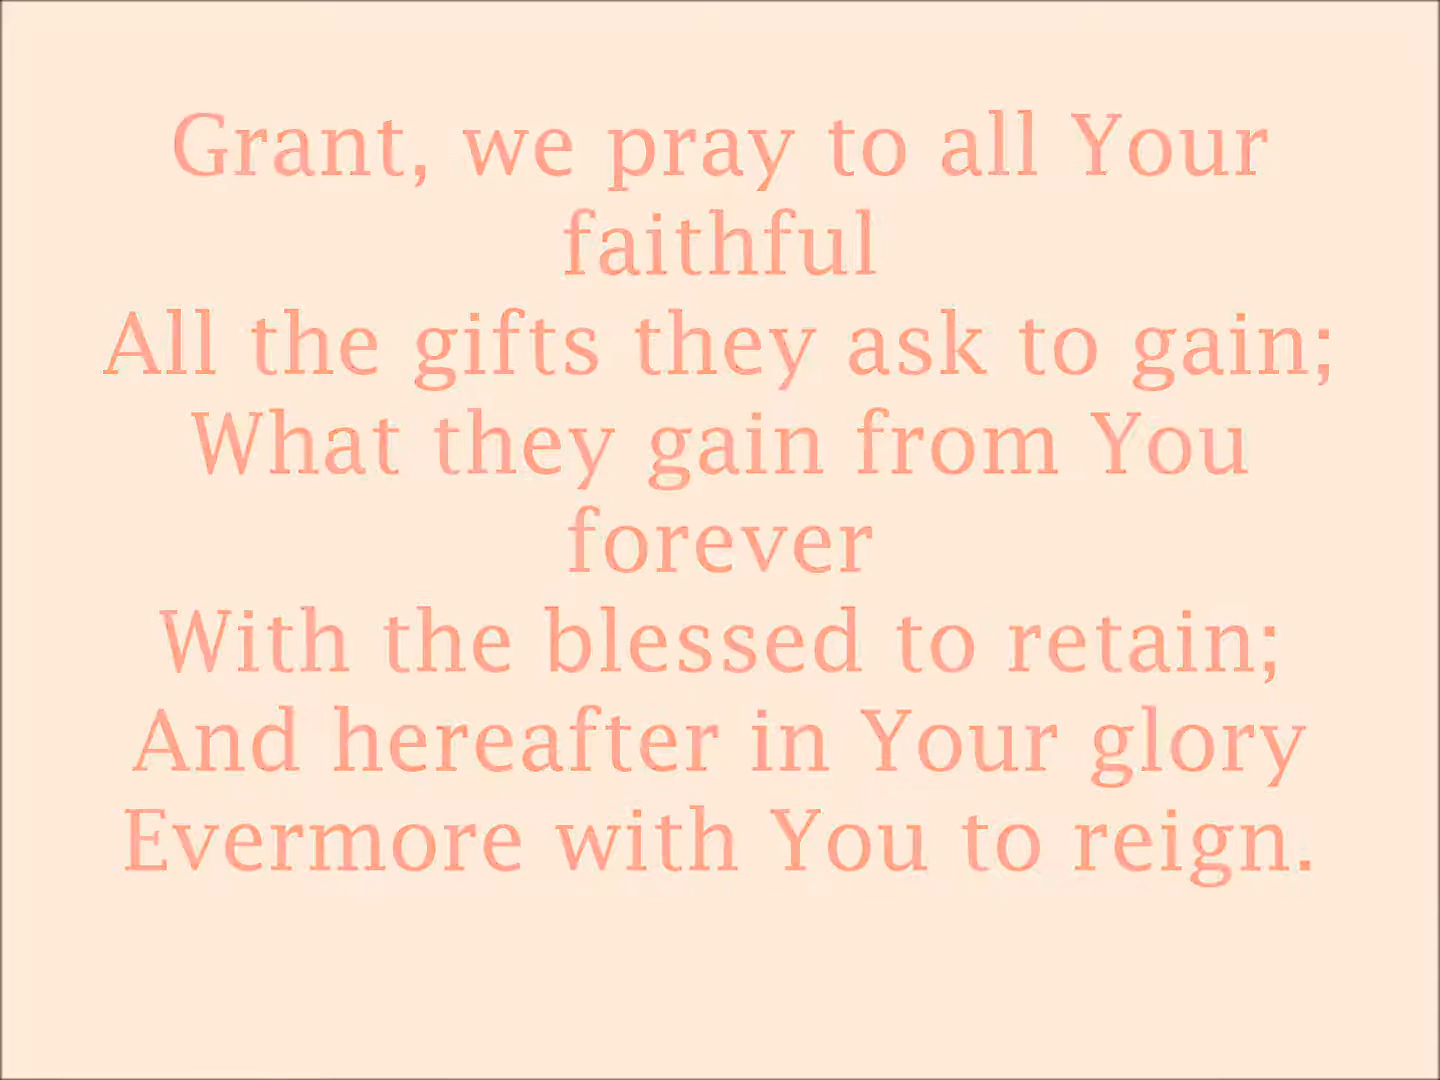 Grant, we pray to all Your
faithful
All the gifts they ask to gain;
What they gain from You
forever
With the blessed to retain;
And hereafter in Your glory
Evermore with You to reign.